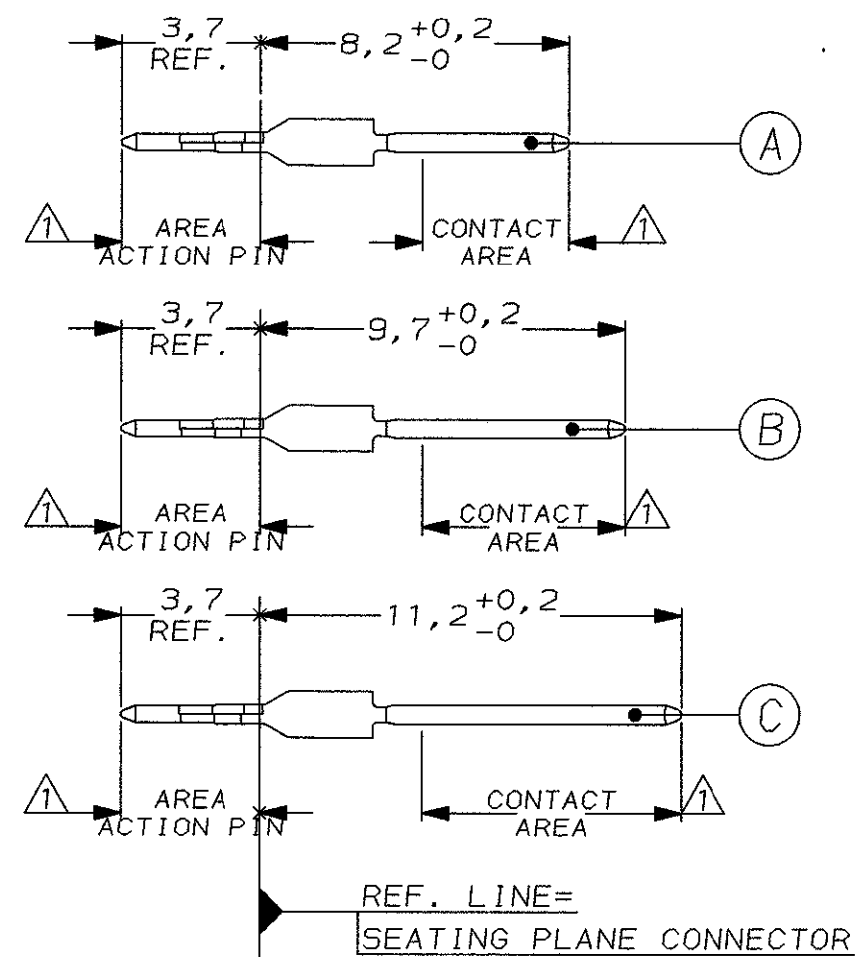 3,7
REF.
8,2 +0,2
-0
A
1
AREA
ACTION PIN
CONTACT
AREA
1
3,7
REF.
9,7 +0,2
-0
B
1
AREA
ACTION PIN
CONTACT
AREA
1
3,7
REF.
11,2 +0,2
-0
C
1
AREA
ACTION PIN
CONTACT
AREA
1
REF. LINE=
SEATING PLANE CONNECTOR